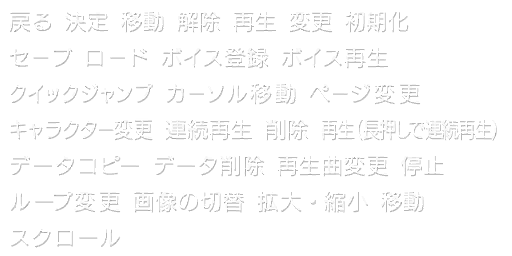 戻る 決定 移動 解除 再生 変更 初期化
セーブ ロード ボイス登録 ボイス再生
クイックジャンプ カーソル移動 ページ変更
キャラクター変更 連続再生 削除 再生(長押しで連続再生)
データコピー データ削除 再生曲変更 停止
ループ変更 画像の切替 拡大・縮小 移動
スクロール